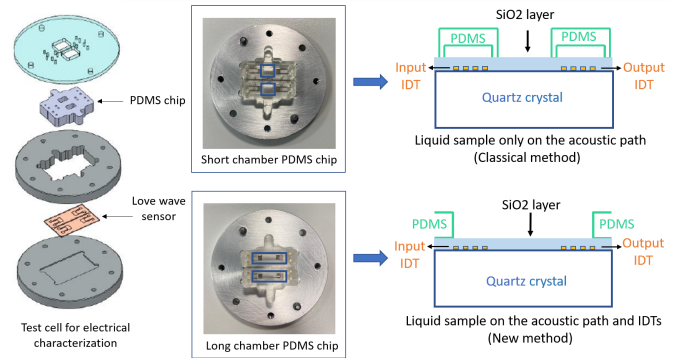 PDMS chip
Love wave
sensor
Test cell for electrical
characterization
Short chamber PDMS chip
SiO2 layer
PDMS
PDMS
Input
IDT
Output
IDT
Quartz crystal
Liquid sample only on the acoustic path
(Classical method)
Long chamber PDMS chip
SiO2 layer
PDMS
PDMS
Input
IDT
Output
IDT
Quartz crystal
Liquid sample on the acoustic path and IDTs
(New method)